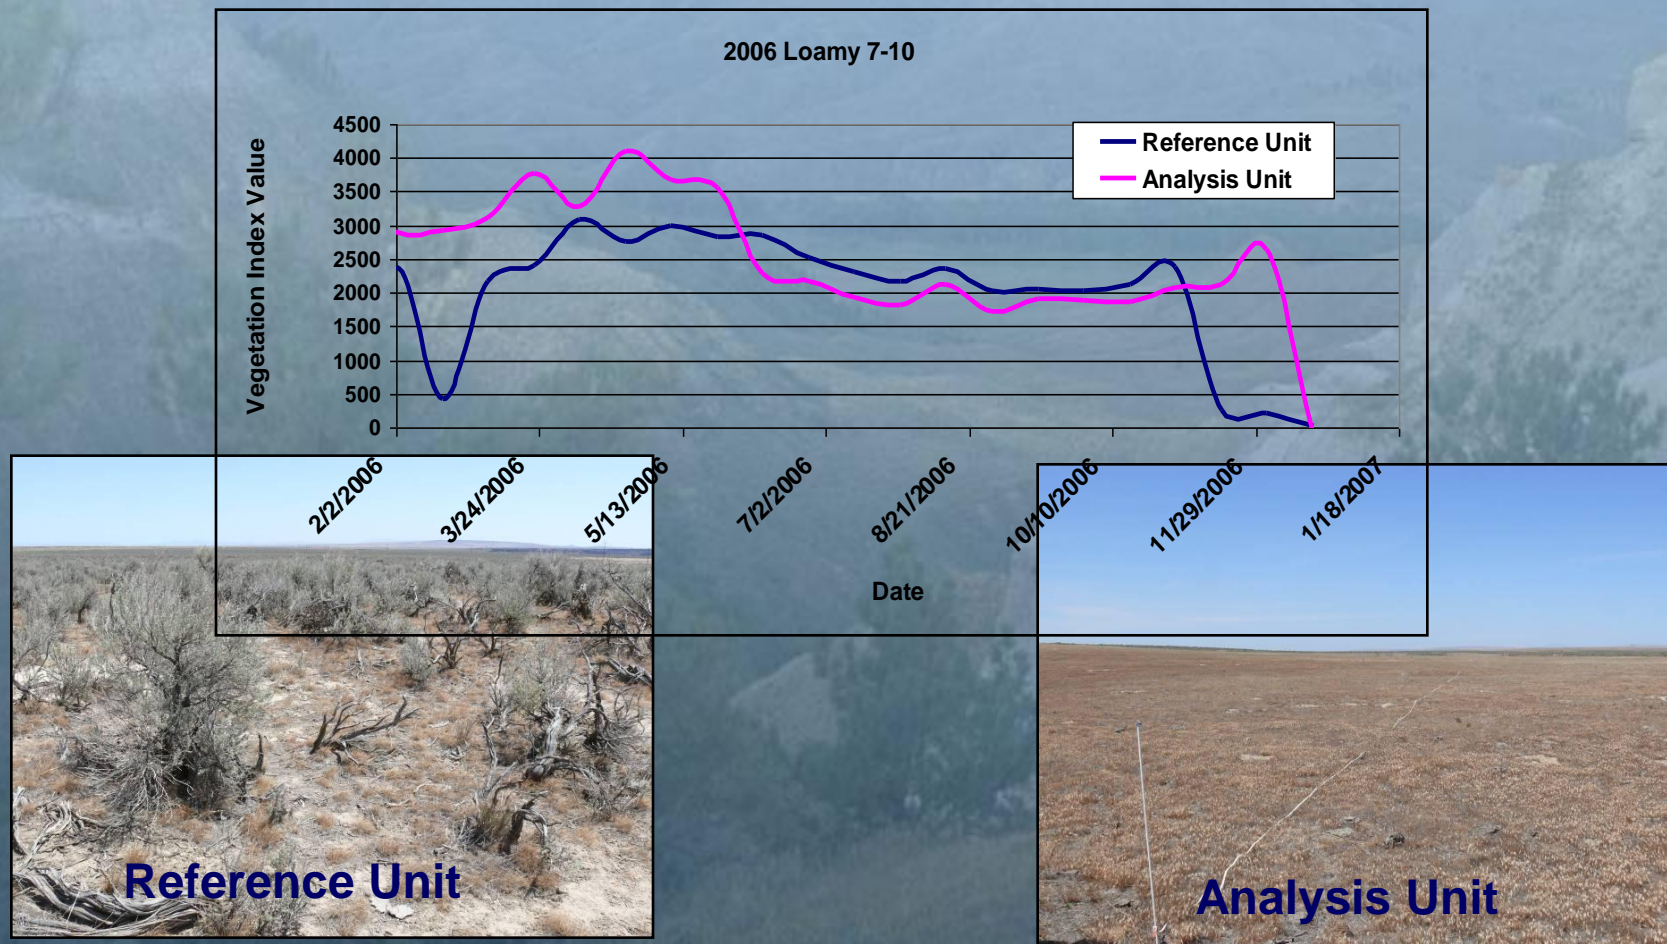 2006 Loamy 7-10
Vegetation Index Value
4500
4000
3500
3000
2500
2000
1500
1000
500
0
Reference Unit
Analysis Unit
2/2/2006
3/24/2006
5/13/2006
7/2/2006
8/21/2006
10/10/2006
11/29/2006
1/18/2007
Date
Reference Unit
Analysis Unit